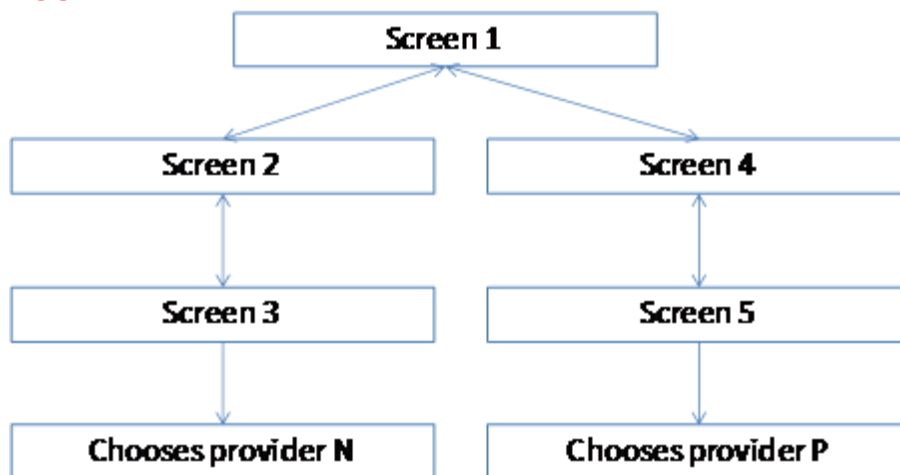 Screen 1
Screen 2
Screen 4
Screen 3
Screen 5
Chooses provider N
Chooses provider P